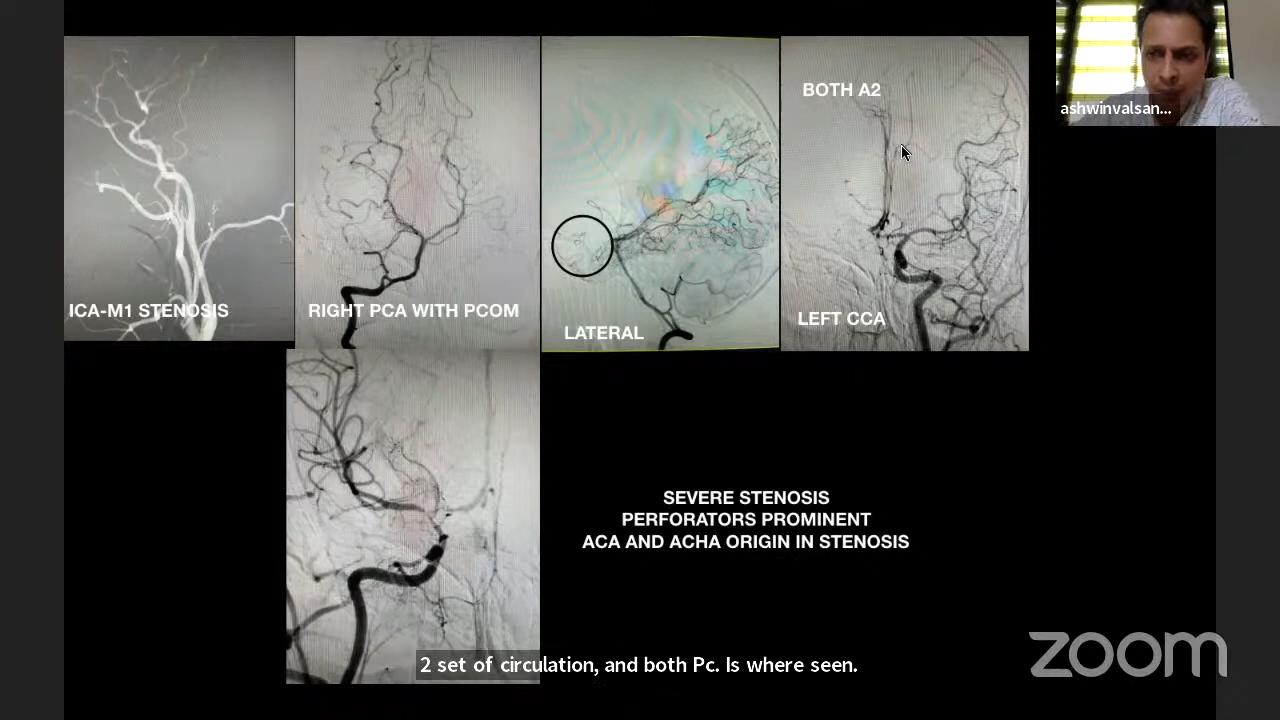 ashwinvalsan...
BOTH A2
ICA-M1 STENOSIS
RIGHT PCA WITH PCOM
LATERAL
LEFT CCA
SEVERE STENOSIS
PERFORATORS PROMINENT
ACA AND ACHA ORIGIN IN STENOSIS
2 set of circulation, and both Pc. Is where seen.
zoom